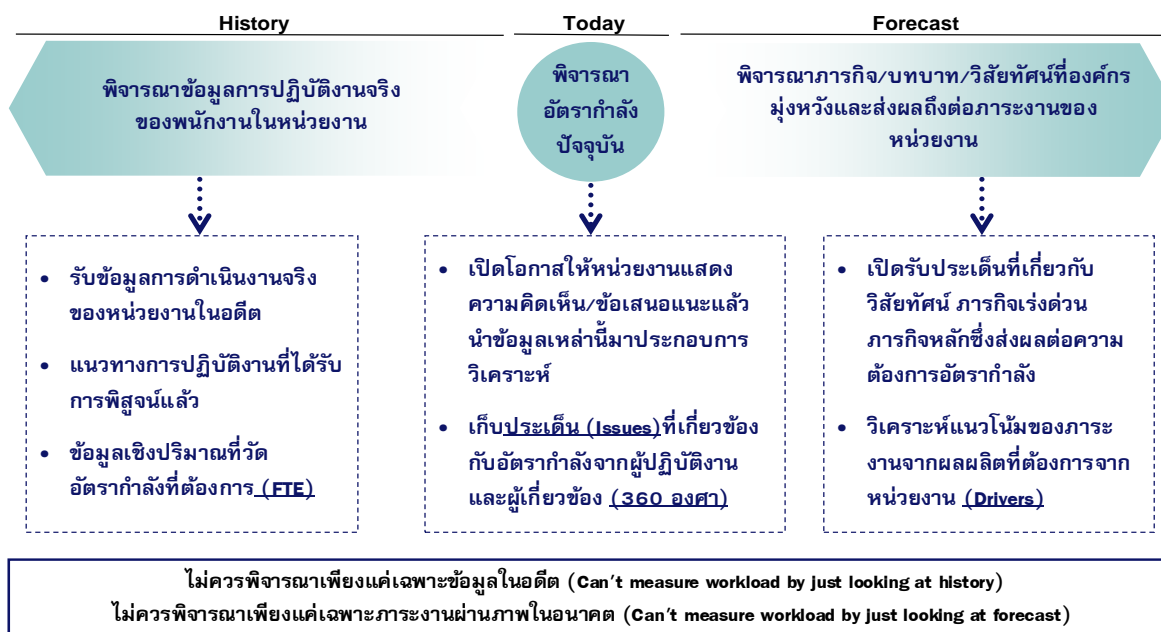 History
Today
Forecast
พิจารณาข้อมูลการปฏิบัติงานจริง
ของพนักงานในหน่วยงาน
พิจารณา
อัตรากำลัง
ปัจจุบัน
พิจารณาภารกิจ/บทบาท/วิสัยทัศน์ที่องค์กร
มุ่งหวังและส่งผลถึงต่อภาระงานของ
หน่วยงาน
• รับข้อมูลการดำเนินงานจริง
ของหน่วยงานในอดีต
• แนวทางการปฏิบัติงานที่ได้รับ
การพิสูจน์แล้ว
• ข้อมูลเชิงปริมาณที่วัด
อัตรากำลังที่ต้องการ (FTE)
• เปิดโอกาสให้หน่วยงานแสดง
ความคิดเห็น/ข้อเสนอแนะแล้ว
นำข้อมูลเหล่านี้มาประกอบการ
วิเคราะห์
• เก็บประเด็น (Issues)ที่เกี่ยวข้อง
กับอัตรากำลังจากผู้ปฏิบัติงาน
และผู้เกี่ยวข้อง (360 องศา)
• เปิดรับประเด็นที่เกี่ยวกับ
วิสัยทัศน์ ภารกิจเร่งด่วน
ภารกิจหลักซึ่งส่งผลต่อความ
ต้องการอัตรากำลัง
• วิเคราะห์แนวโน้มของภาระ
งานจากผลผลิตที่ต้องการจาก
หน่วยงาน (Drivers)
ไม่ควรพิจารณาเพียงแค่เฉพาะข้อมูลในอดีต (Can't measure workload by just looking at history)
ไม่ควรพิจารณาเพียงแค่เฉพาะภาระงานผ่านภาพในอนาคต (Can't measure workload by just looking at forecast)